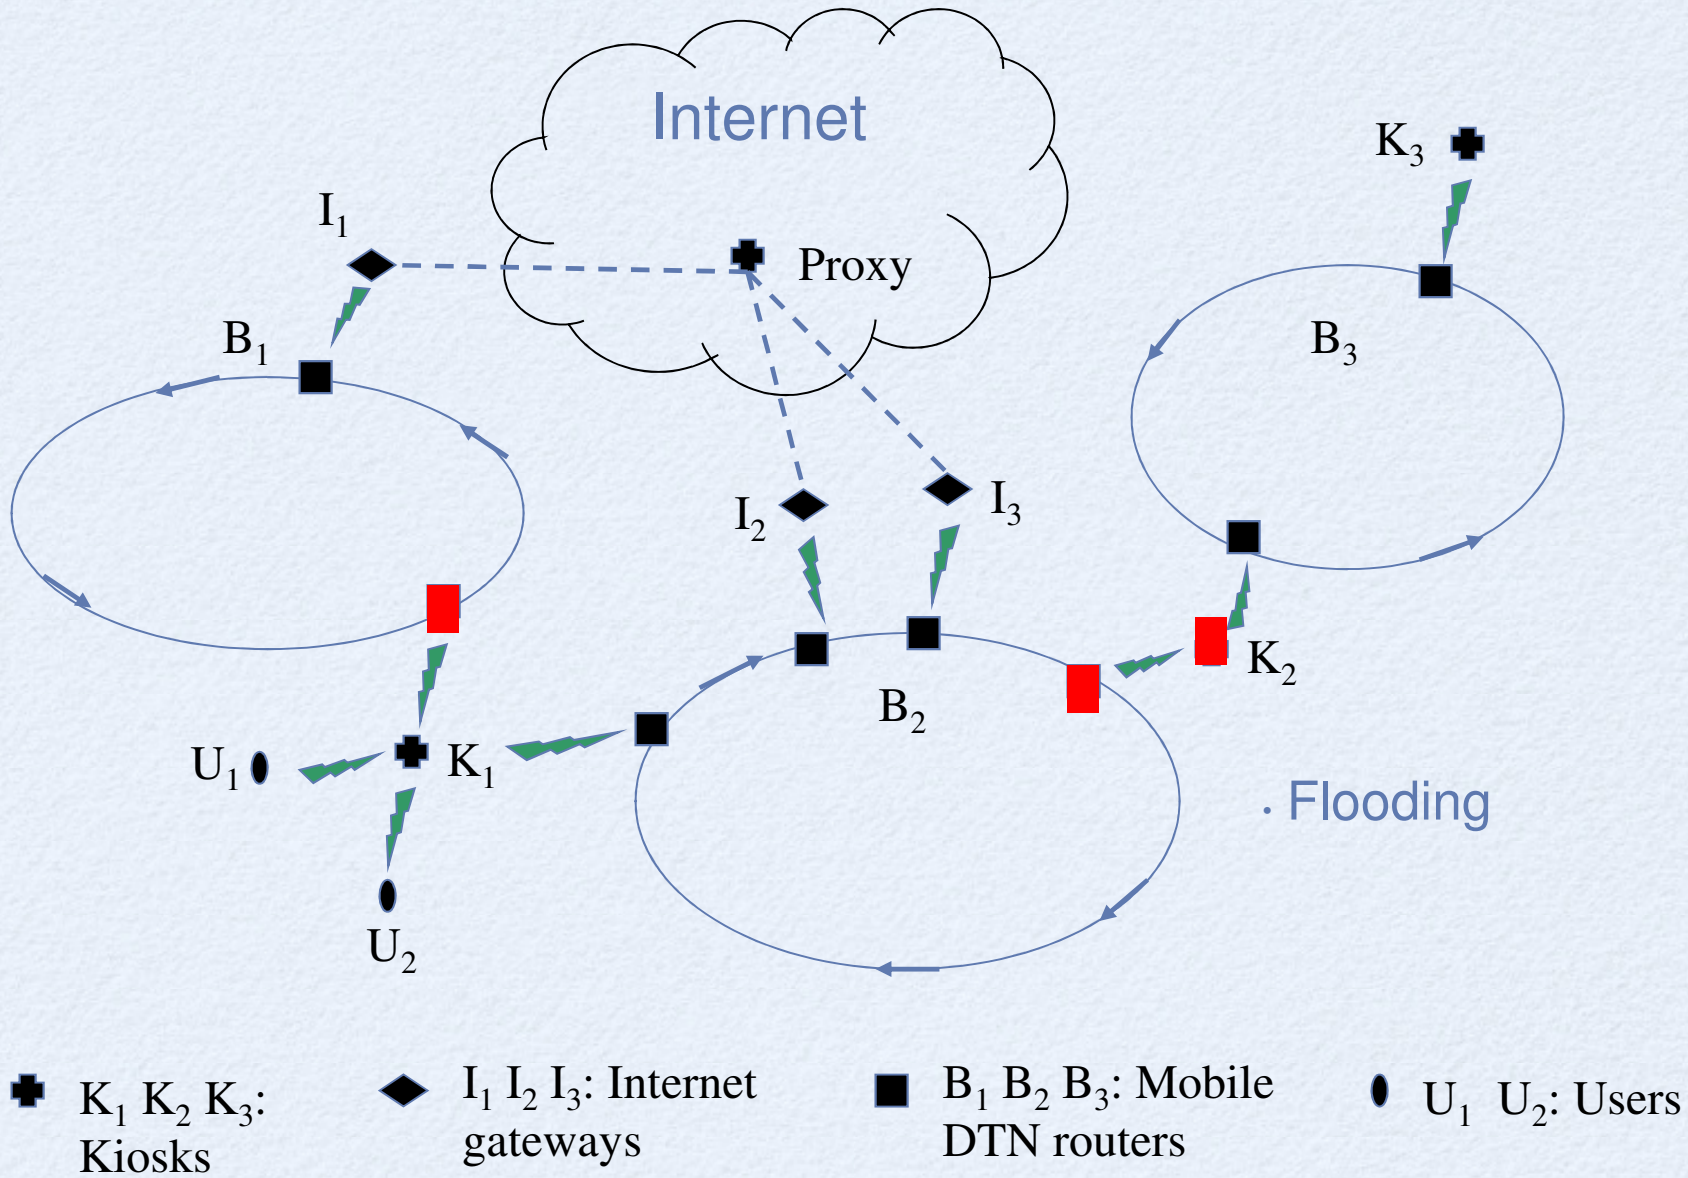 Internet
K₃
I₁
Proxy
B₁
B₃
I₂
I₃
K₂
B₂
U₁
K₁
. Flooding
U₂
K₁ K₂ K₃:
Kiosks
I₁ I₂ I₃: Internet
gateways
B₁ B₂ B₃: Mobile
DTN routers
U₁ U₂: Users